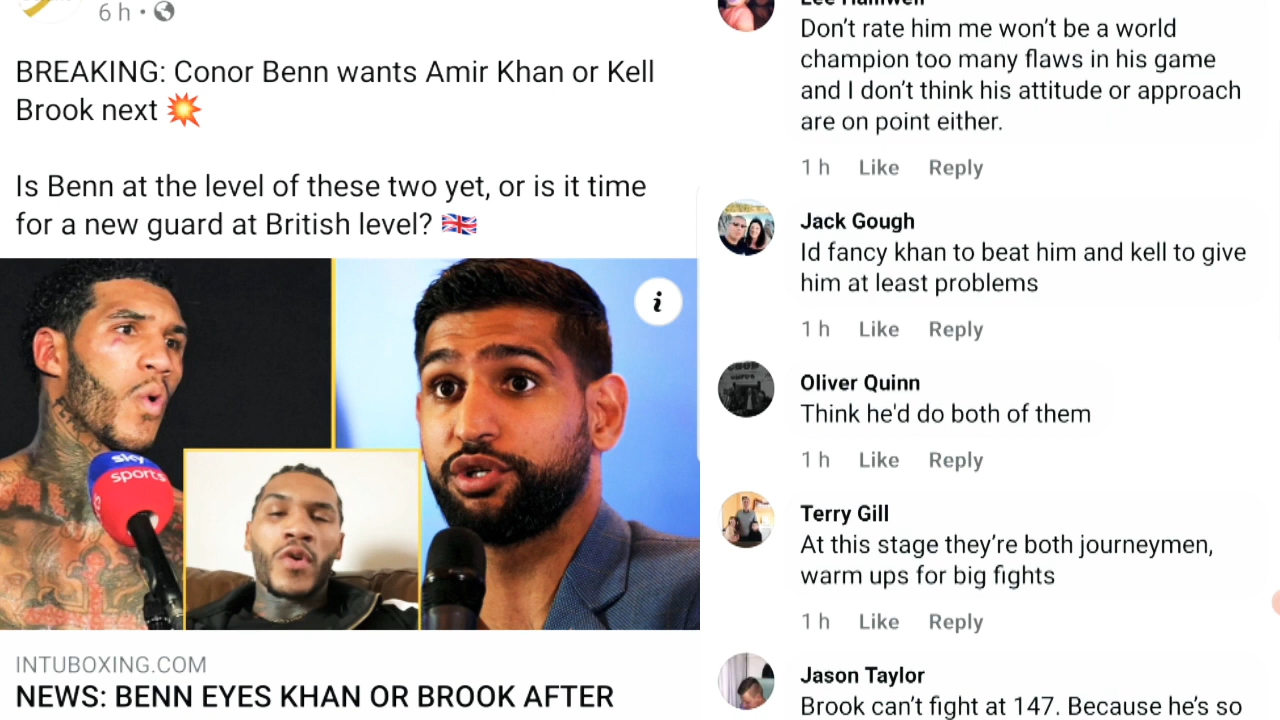 6 h
BREAKING: Conor Benn wants Amir Khan or Kell
Brook next 💥
Is Benn at the level of these two yet, or is it time
for a new guard at British level? 🇬🇧
sky
sports
i
INTUBOXING.COM
NEWS: BENN EYES KHAN OR BROOK AFTER
Don’t rate him me won’t be a world
champion too many flaws in his game
and I don’t think his attitude or approach
are on point either.
1 h Like Reply
Jack Gough
Id fancy khan to beat him and kell to give
him at least problems
1 h Like Reply
Oliver Quinn
Think he'd do both of them
1 h Like Reply
Terry Gill
At this stage they’re both journeymen,
warm ups for big fights
1 h Like Reply
Jason Taylor
Brook can’t fight at 147. Because he’s so